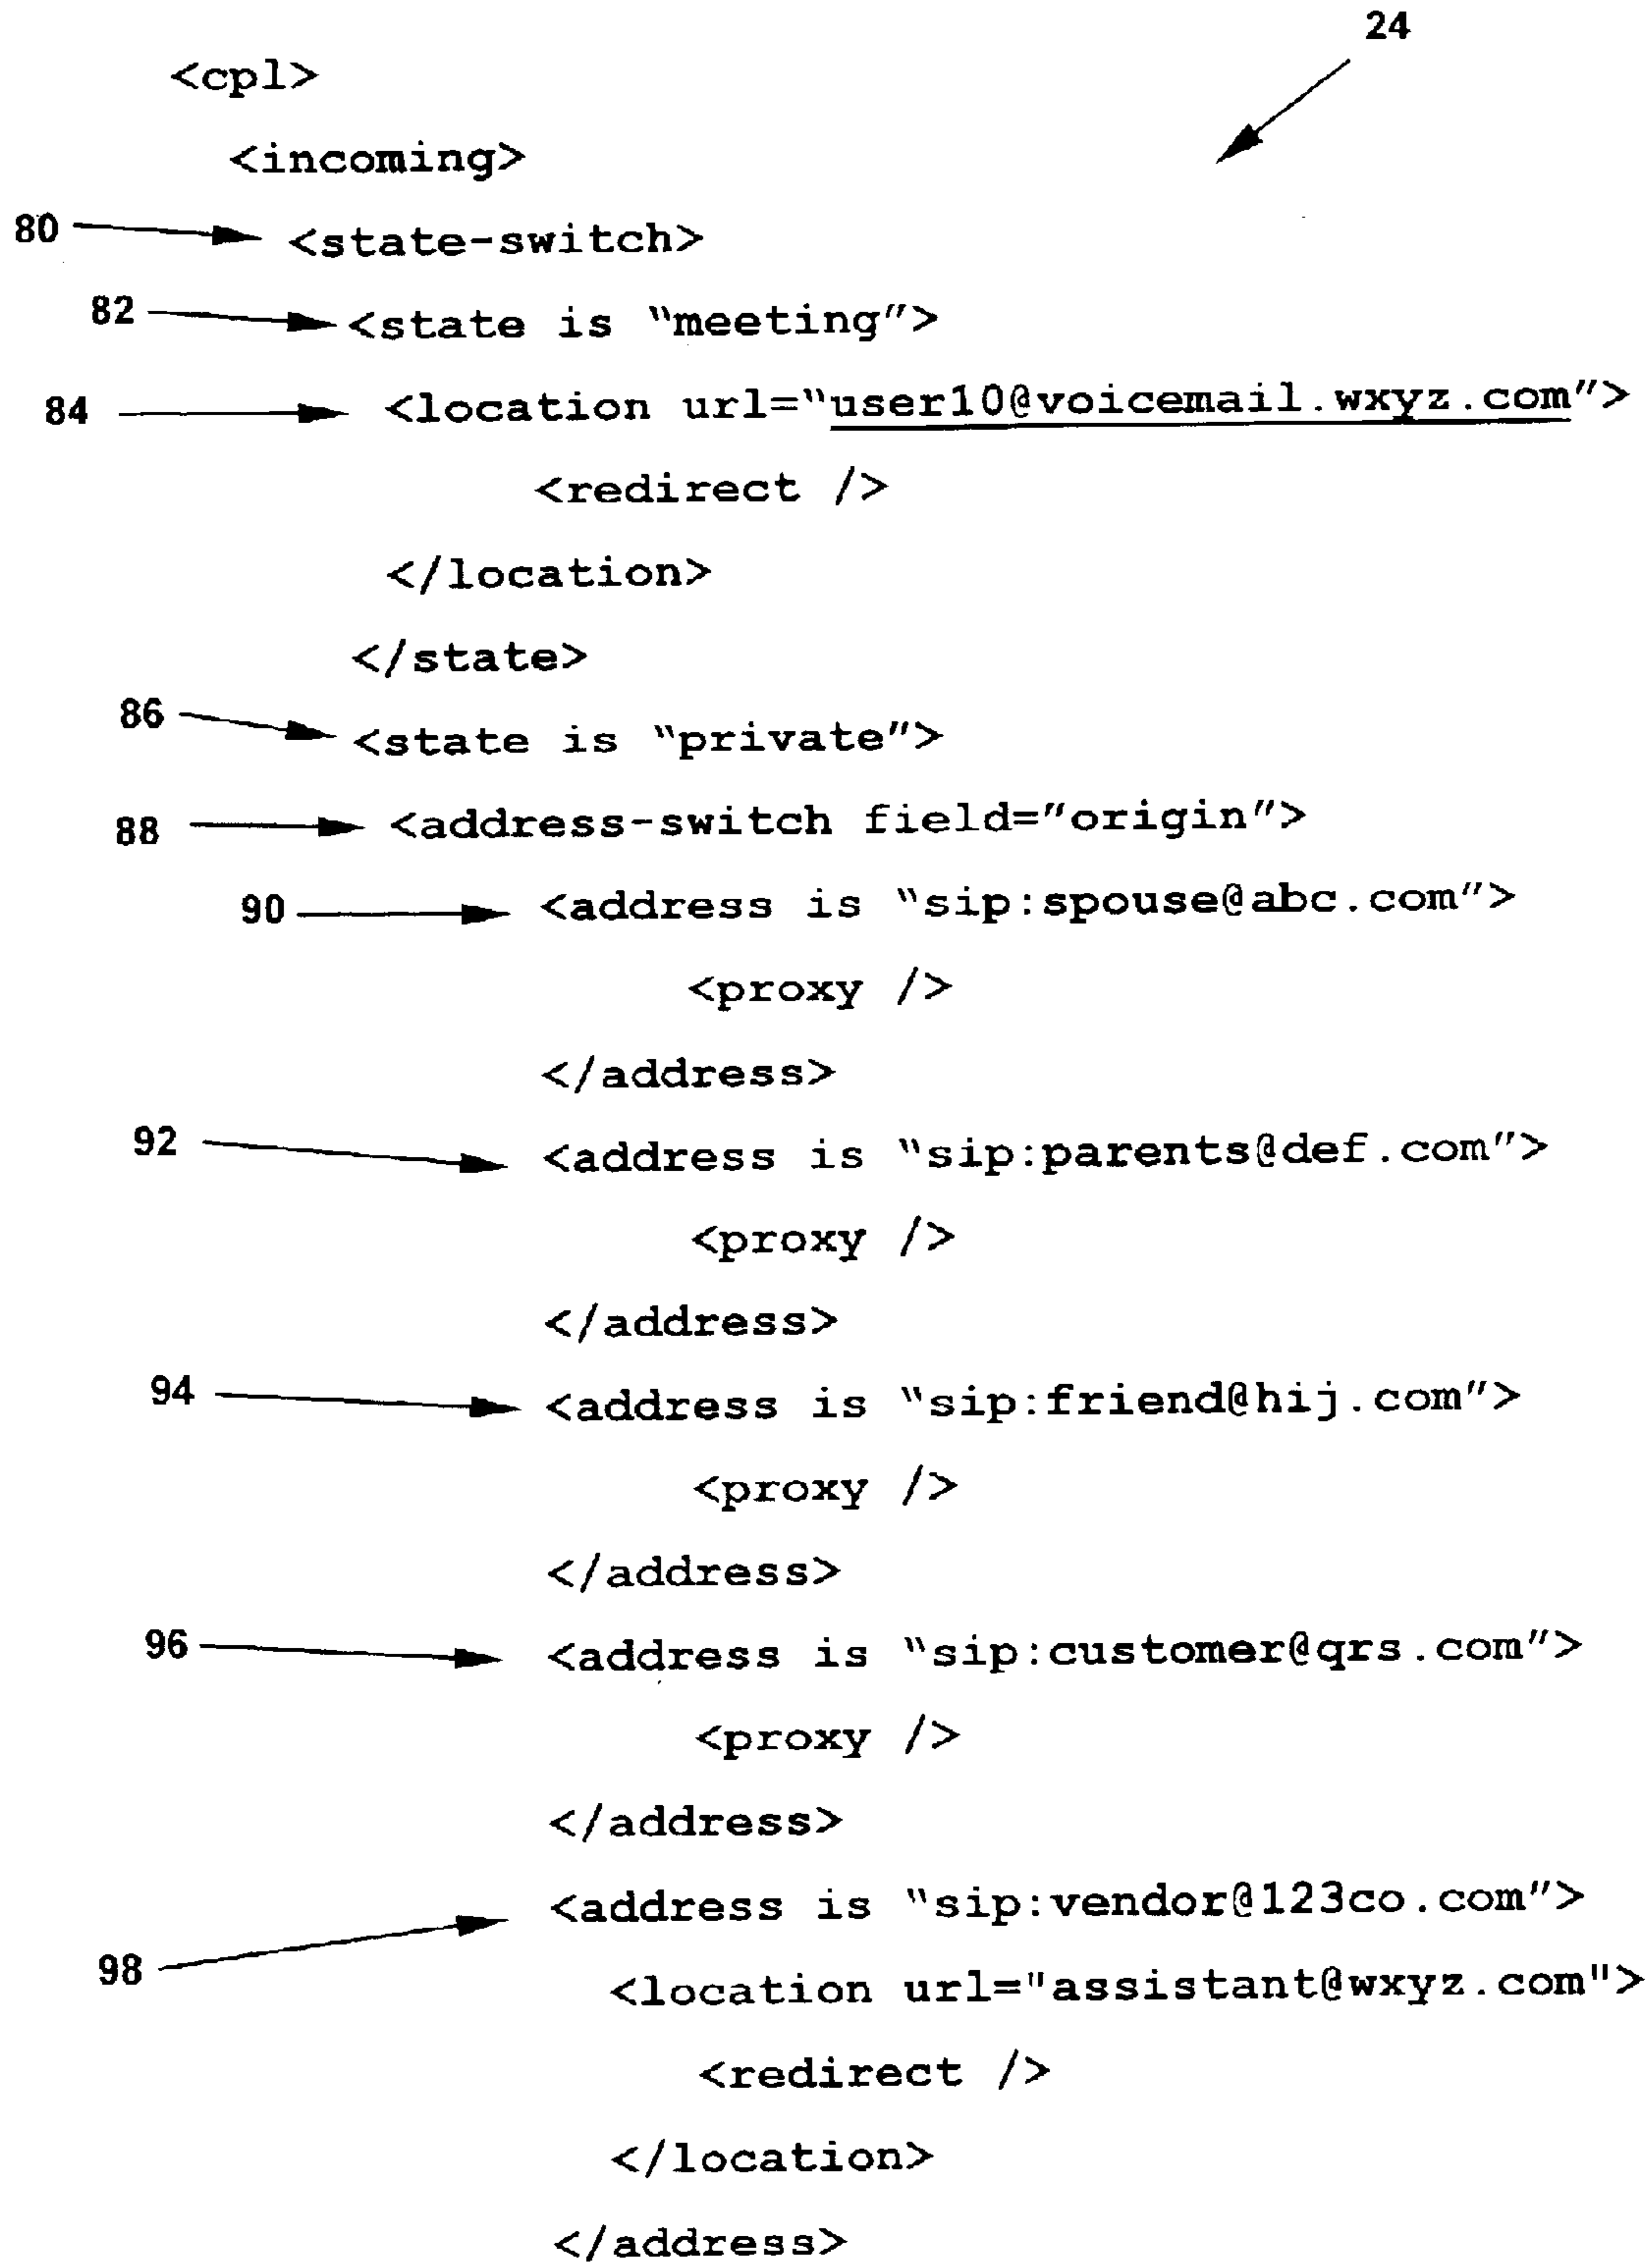 24
<cpl>
<incoming>
80 <state-switch>
82 <state is "meeting">
84 <location url="user10@voicemail.wxyz.com">
<redirect />
</location>
</state>
86 <state is "private">
88 <address-switch field="origin">
90 <address is "sip:spouse@abc.com">
<proxy />
</address>
92 <address is "sip:parents@def.com">
<proxy />
</address>
94 <address is "sip:friend@hij.com">
<proxy />
</address>
96 <address is "sip:customer@qrs.com">
<proxy />
</address>
98 <address is "sip:vendor@123co.com">
<location url="assistant@wxyz.com">
<redirect />
</location>
</address>